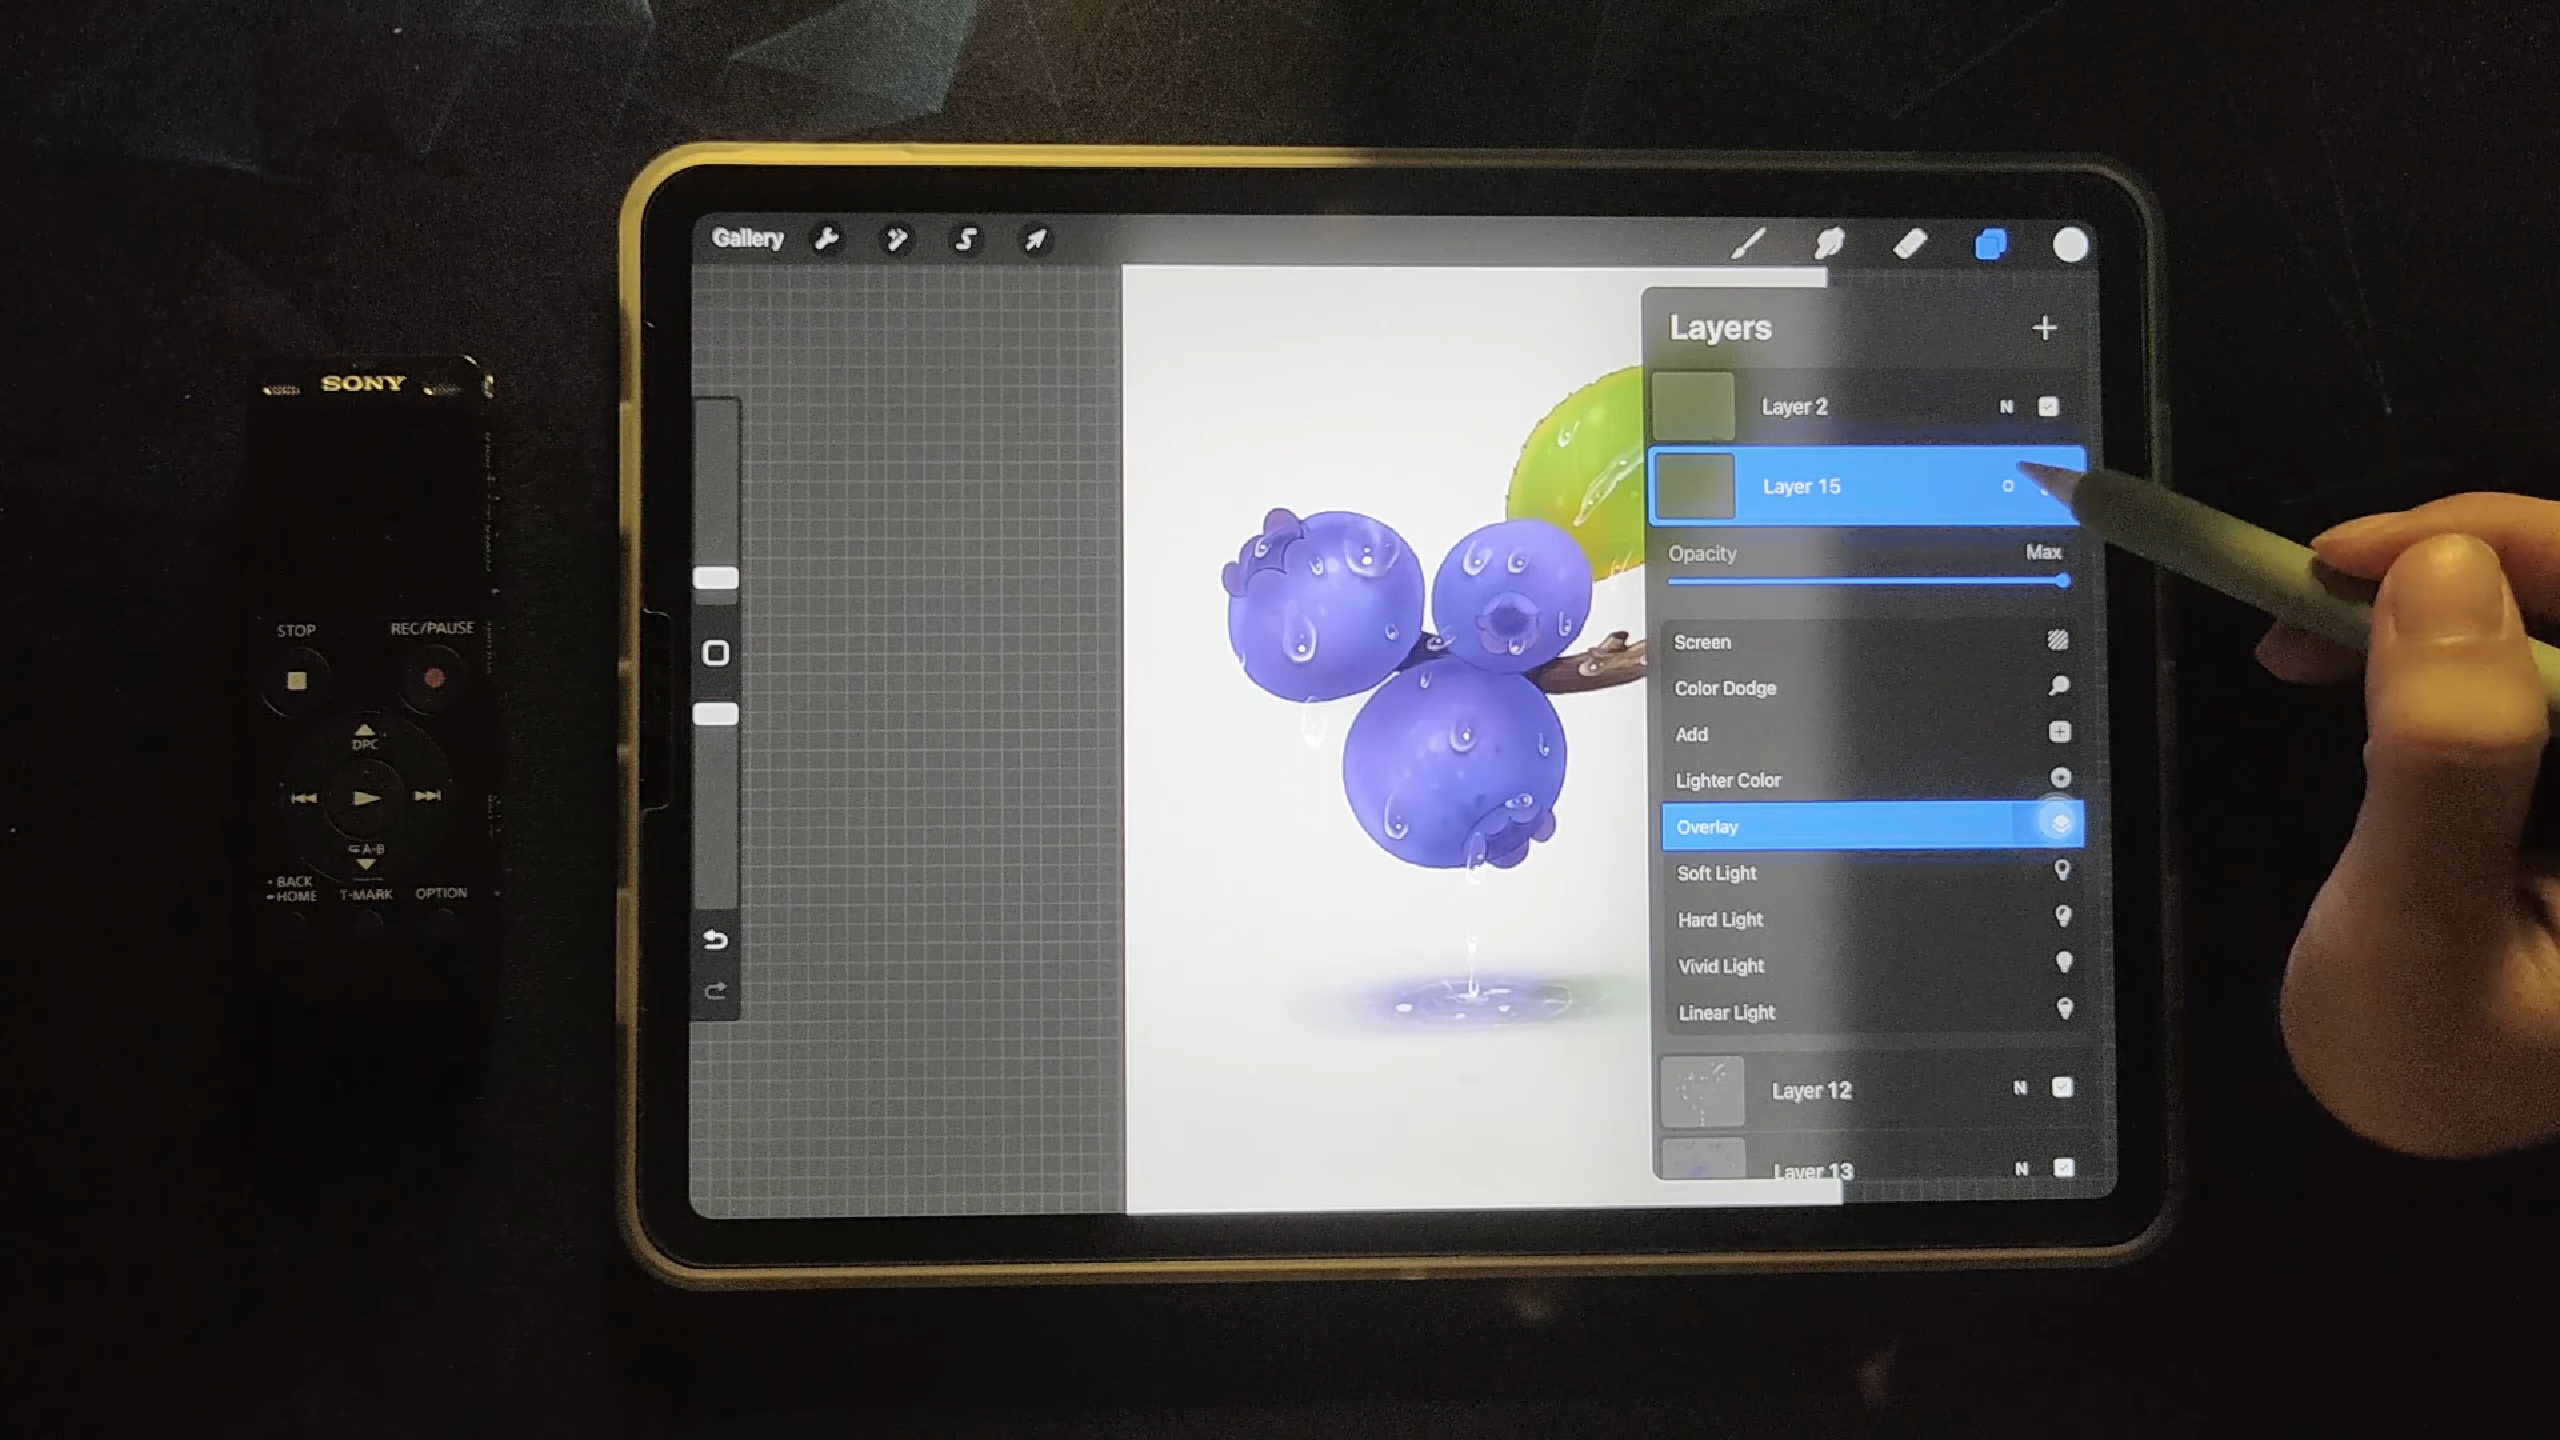 SONY
STOP
REC/PAUSE
DPC
A-B
• BACK
HOME
T-MARK
OPTION
Gallery
Layers
Layer 2
N
Layer 15
O
Opacity
Max
Screen
Color Dodge
Add
Lighter Color
Overlay
Soft Light
Hard Light
Vivid Light
Linear Light
Layer 12
N
Layer 13
N